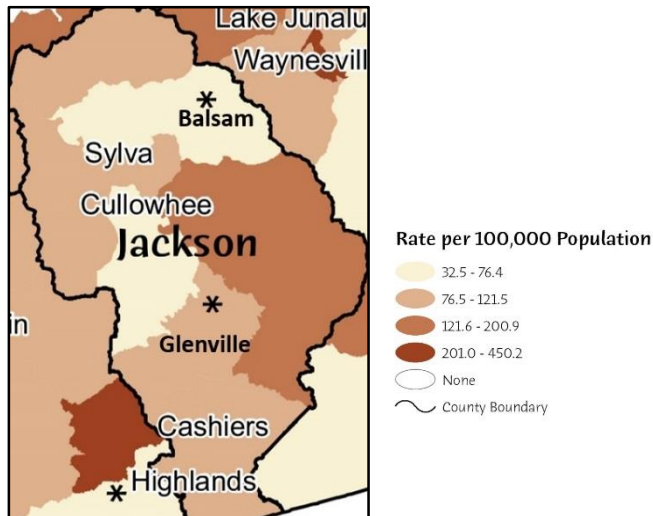 Lake Junalu
Waynesvill
Balsam
Sylva
Cullowhee
Jackson
in
Glenville
Cashiers
Highlands
Rate per 100,000 Population
32.5 - 76.4
76.5 - 121.5
121.6 - 200.9
201.0 - 450.2
None
County Boundary